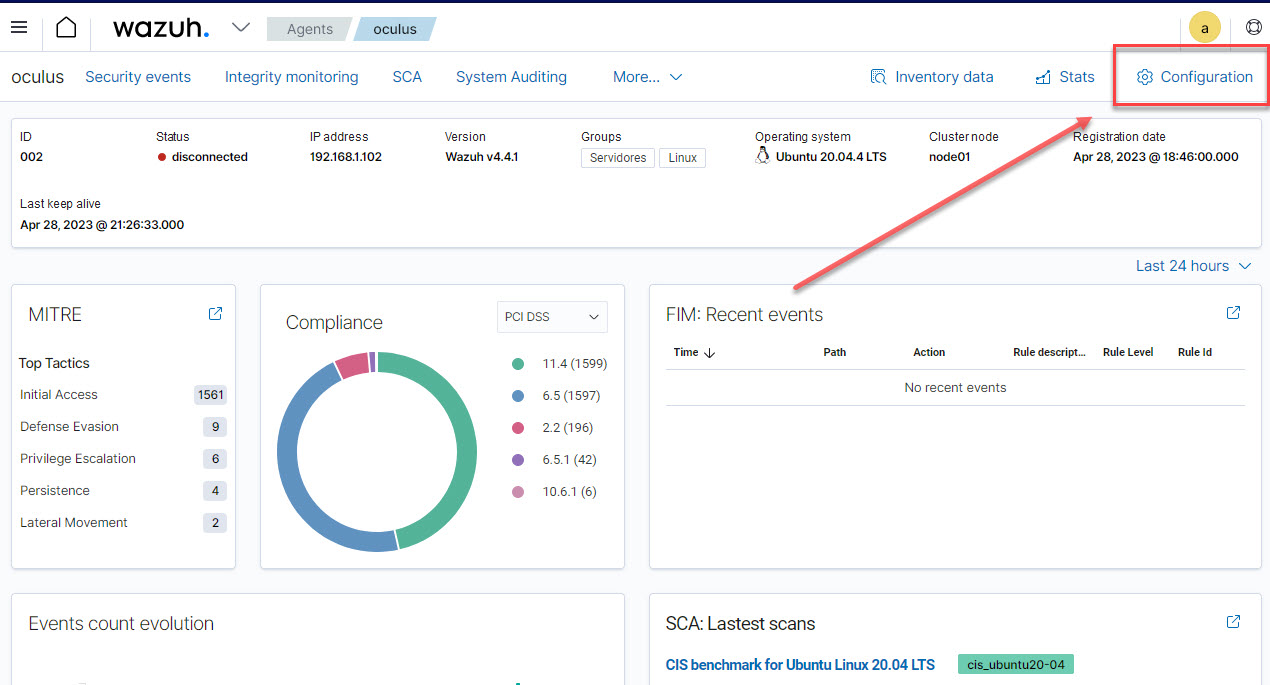 wazuh. Agents oculus a
oculus Security events Integrity monitoring SCA System Auditing More... Inventory data Stats Configuration
ID Status IP address Version Groups Operating system Cluster node Registration date
002 disconnected 192.168.1.102 Wazuh v4.4.1 Servidores Linux Ubuntu 20.04.4 LTS node01 Apr 28, 2023 @ 18:46:00.000
Last keep alive
Apr 28, 2023 @ 21:26:33.000
Last 24 hours
MITRE
Top Tactics
Initial Access 1561
Defense Evasion 9
Privilege Escalation 6
Persistence 4
Lateral Movement 2
Compliance PCI DSS
11.4 (1599)
6.5 (1597)
2.2 (196)
6.5.1 (42)
10.6.1 (6)
FIM: Recent events
Time Path Action Rule descript... Rule Level Rule Id
No recent events
Events count evolution
SCA: Lastest scans
CIS benchmark for Ubuntu Linux 20.04 LTS cis_ubuntu20-04